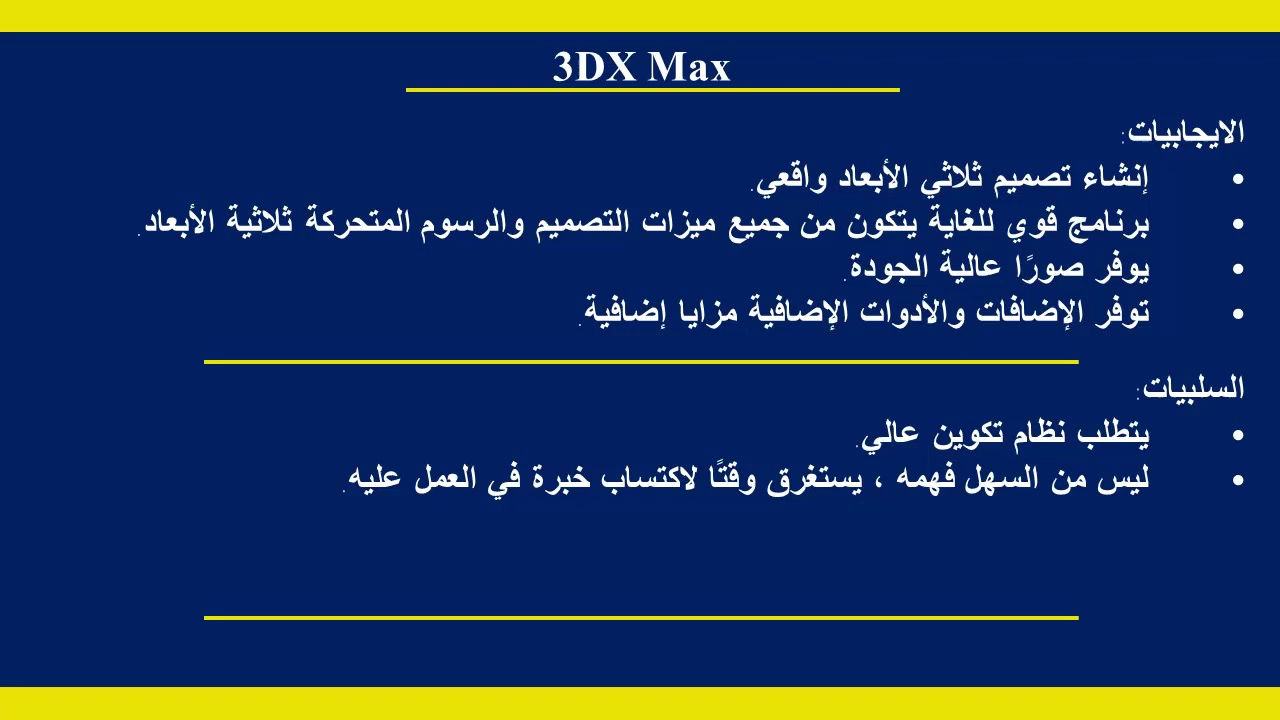 3DX Max
الايجابيات:
• إنشاء تصميم ثلاثي الأبعاد واقعي.
• برنامج قوي للغاية يتكون من جميع ميزات التصميم والرسوم المتحركة ثلاثية الأبعاد.
• يوفر صورًا عالية الجودة.
• توفر الإضافات والأدوات الإضافية مزايا إضافية.
السلبيات:
• يتطلب نظام تكوين عالي.
• ليس من السهل فهمه ، يستغرق وقتًا لاكتساب خبرة في العمل عليه.